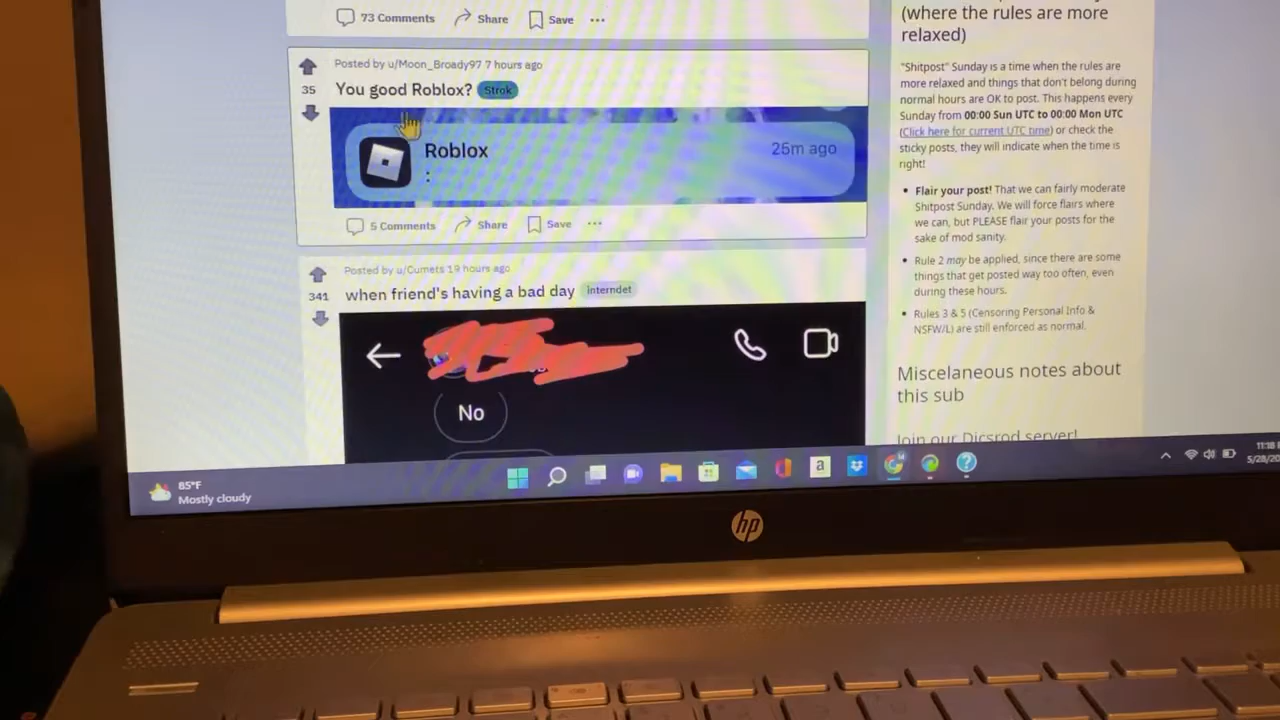 73 Comments Share Save
Posted by u/Moon_Broady97 7 hours ago
35
You good Roblox? Strok
Roblox 26m ago
:
5 Comments Share Save
Posted by u/Cumets 19 hours ago
341
when friend's having a bad day interndet
No
(where the rules are more
relaxed)
"Shitpost" Sunday is a time when the rules are
more relaxed and things that don't belong during
normal hours are OK to post. This happens every
Sunday from 00:00 Sun UTC to 00:00 Mon UTC
(Click here for current UTC time) or check the
sticky posts, they will indicate when the time is
right!
Flair your post! That we can fairly moderate
Shitpost Sunday. We will force flairs where
we can, but PLEASE flair your posts for the
sake of mod sanity.
Rule 2 may be applied, since there are some
things that get posted way too often, even
during these hours.
Rules 3 & 5 (Censoring Personal Info &
NSFW/L) are still enforced as normal.
Miscelaneous notes about
this sub
Join our Dicsrod server!
85°F
Mostly cloudy
a
?
11:18
5/28/20
hp